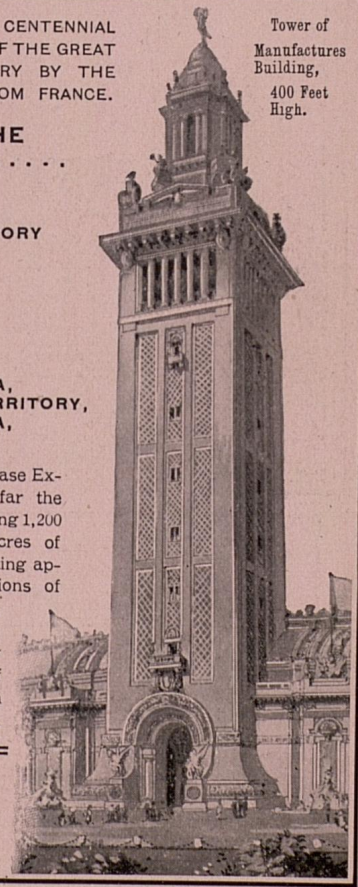 CENTENNIAL
F THE GREAT
RY BY THE
OM FRANCE.
HE
....
ORY
A,
RRITORY,
A,
ase Ex-
far the
ng 1,200
cres of
ing ap-
ions of
Tower of
Manufactures
Building,
400 Feet
High.